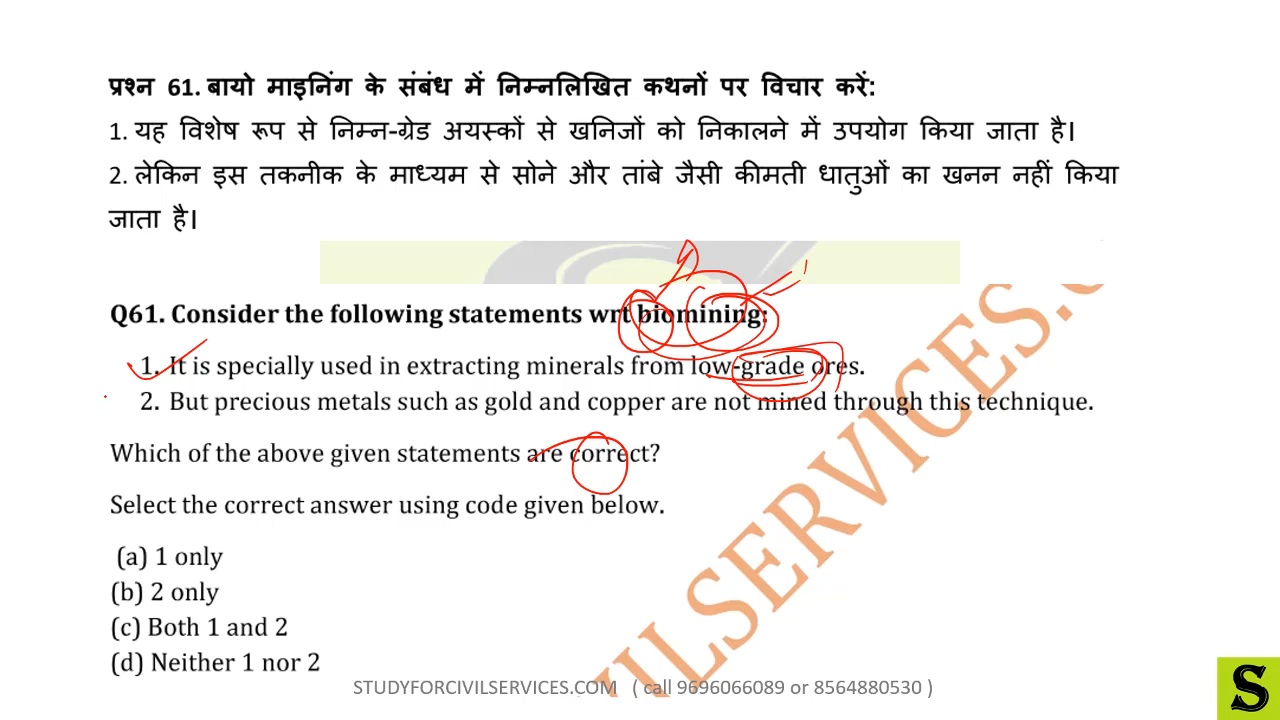 प्रश्न 61. बायो माइनिंग के संबंध में निम्नलिखित कथनों पर विचार करें:
1. यह विशेष रूप से निम्न-ग्रेड अयस्कों से खनिजों को निकालने में उपयोग किया जाता है।
2. लेकिन इस तकनीक के माध्यम से सोने और तांबे जैसी कीमती धातुओं का खनन नहीं किया
जाता है।
Q61. Consider the following statements wrt biomining:
1. It is specially used in extracting minerals from low-grade ores.
2. But precious metals such as gold and copper are not mined through this technique.
Which of the above given statements are correct?
Select the correct answer using code given below.
(a) 1 only
(b) 2 only
(c) Both 1 and 2
(d) Neither 1 nor 2
STUDYFORCIVILSERVICES.COM ( call 9696066089 or 8564880530 )
VILSERVICES.C
S